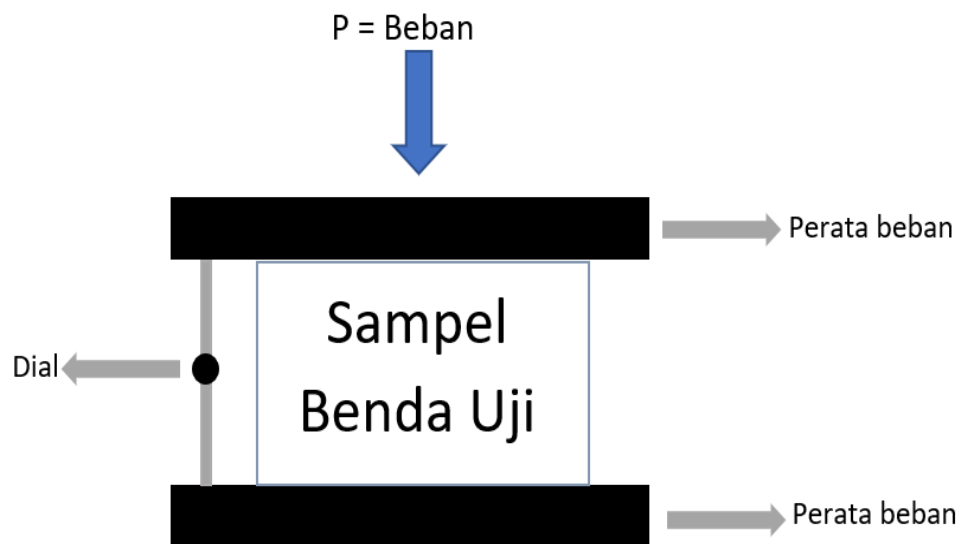 P = Beban
Perata beban
Sampel
Dial
Benda Uji
Perata beban